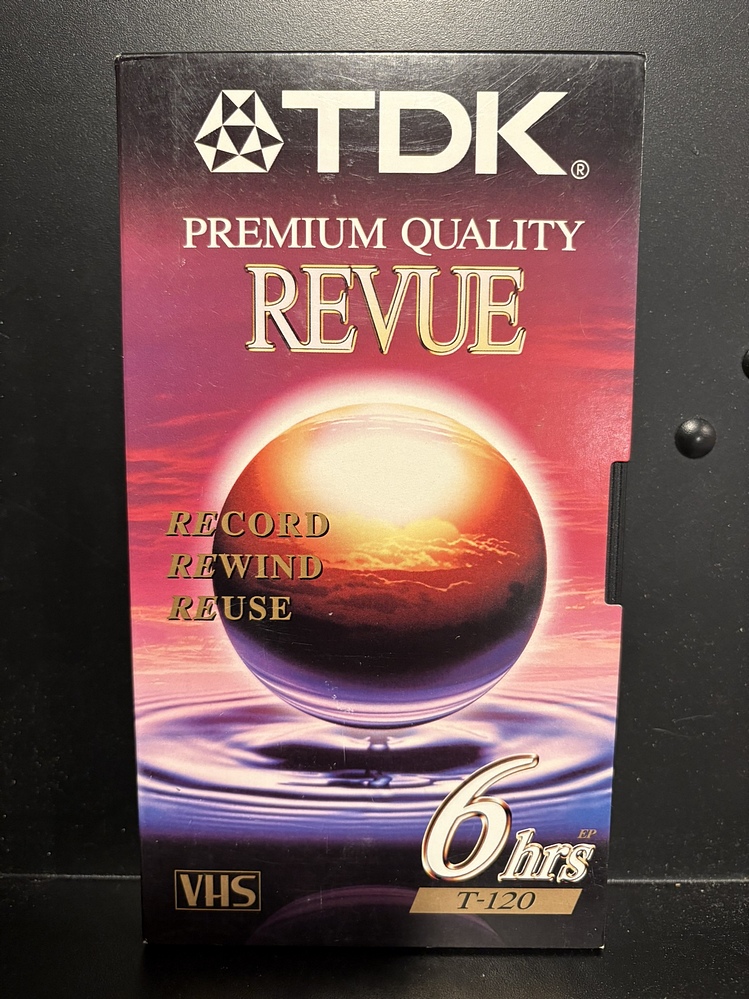 TDK®
PREMIUM QUALITY
REVUE
RECORD
REWIND
REUSE
6hrs EP
T-120
VHS